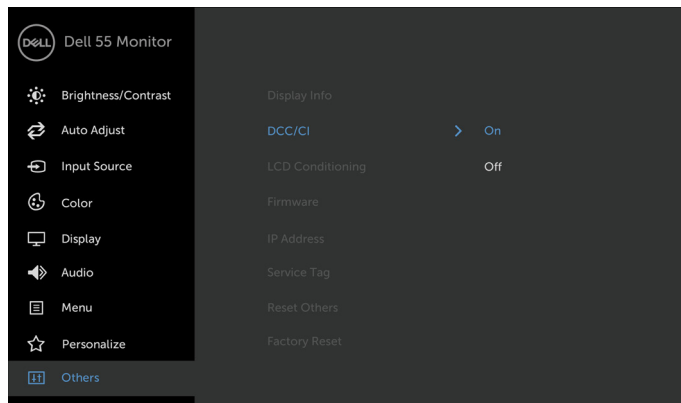 DELL Dell 55 Monitor
Brightness/Contrast
Auto Adjust
Input Source
Color
Display
Audio
Menu
Personalize
Others
Display Info
DCC/CI On
LCD Conditioning Off
Firmware
IP Address
Service Tag
Reset Others
Factory Reset